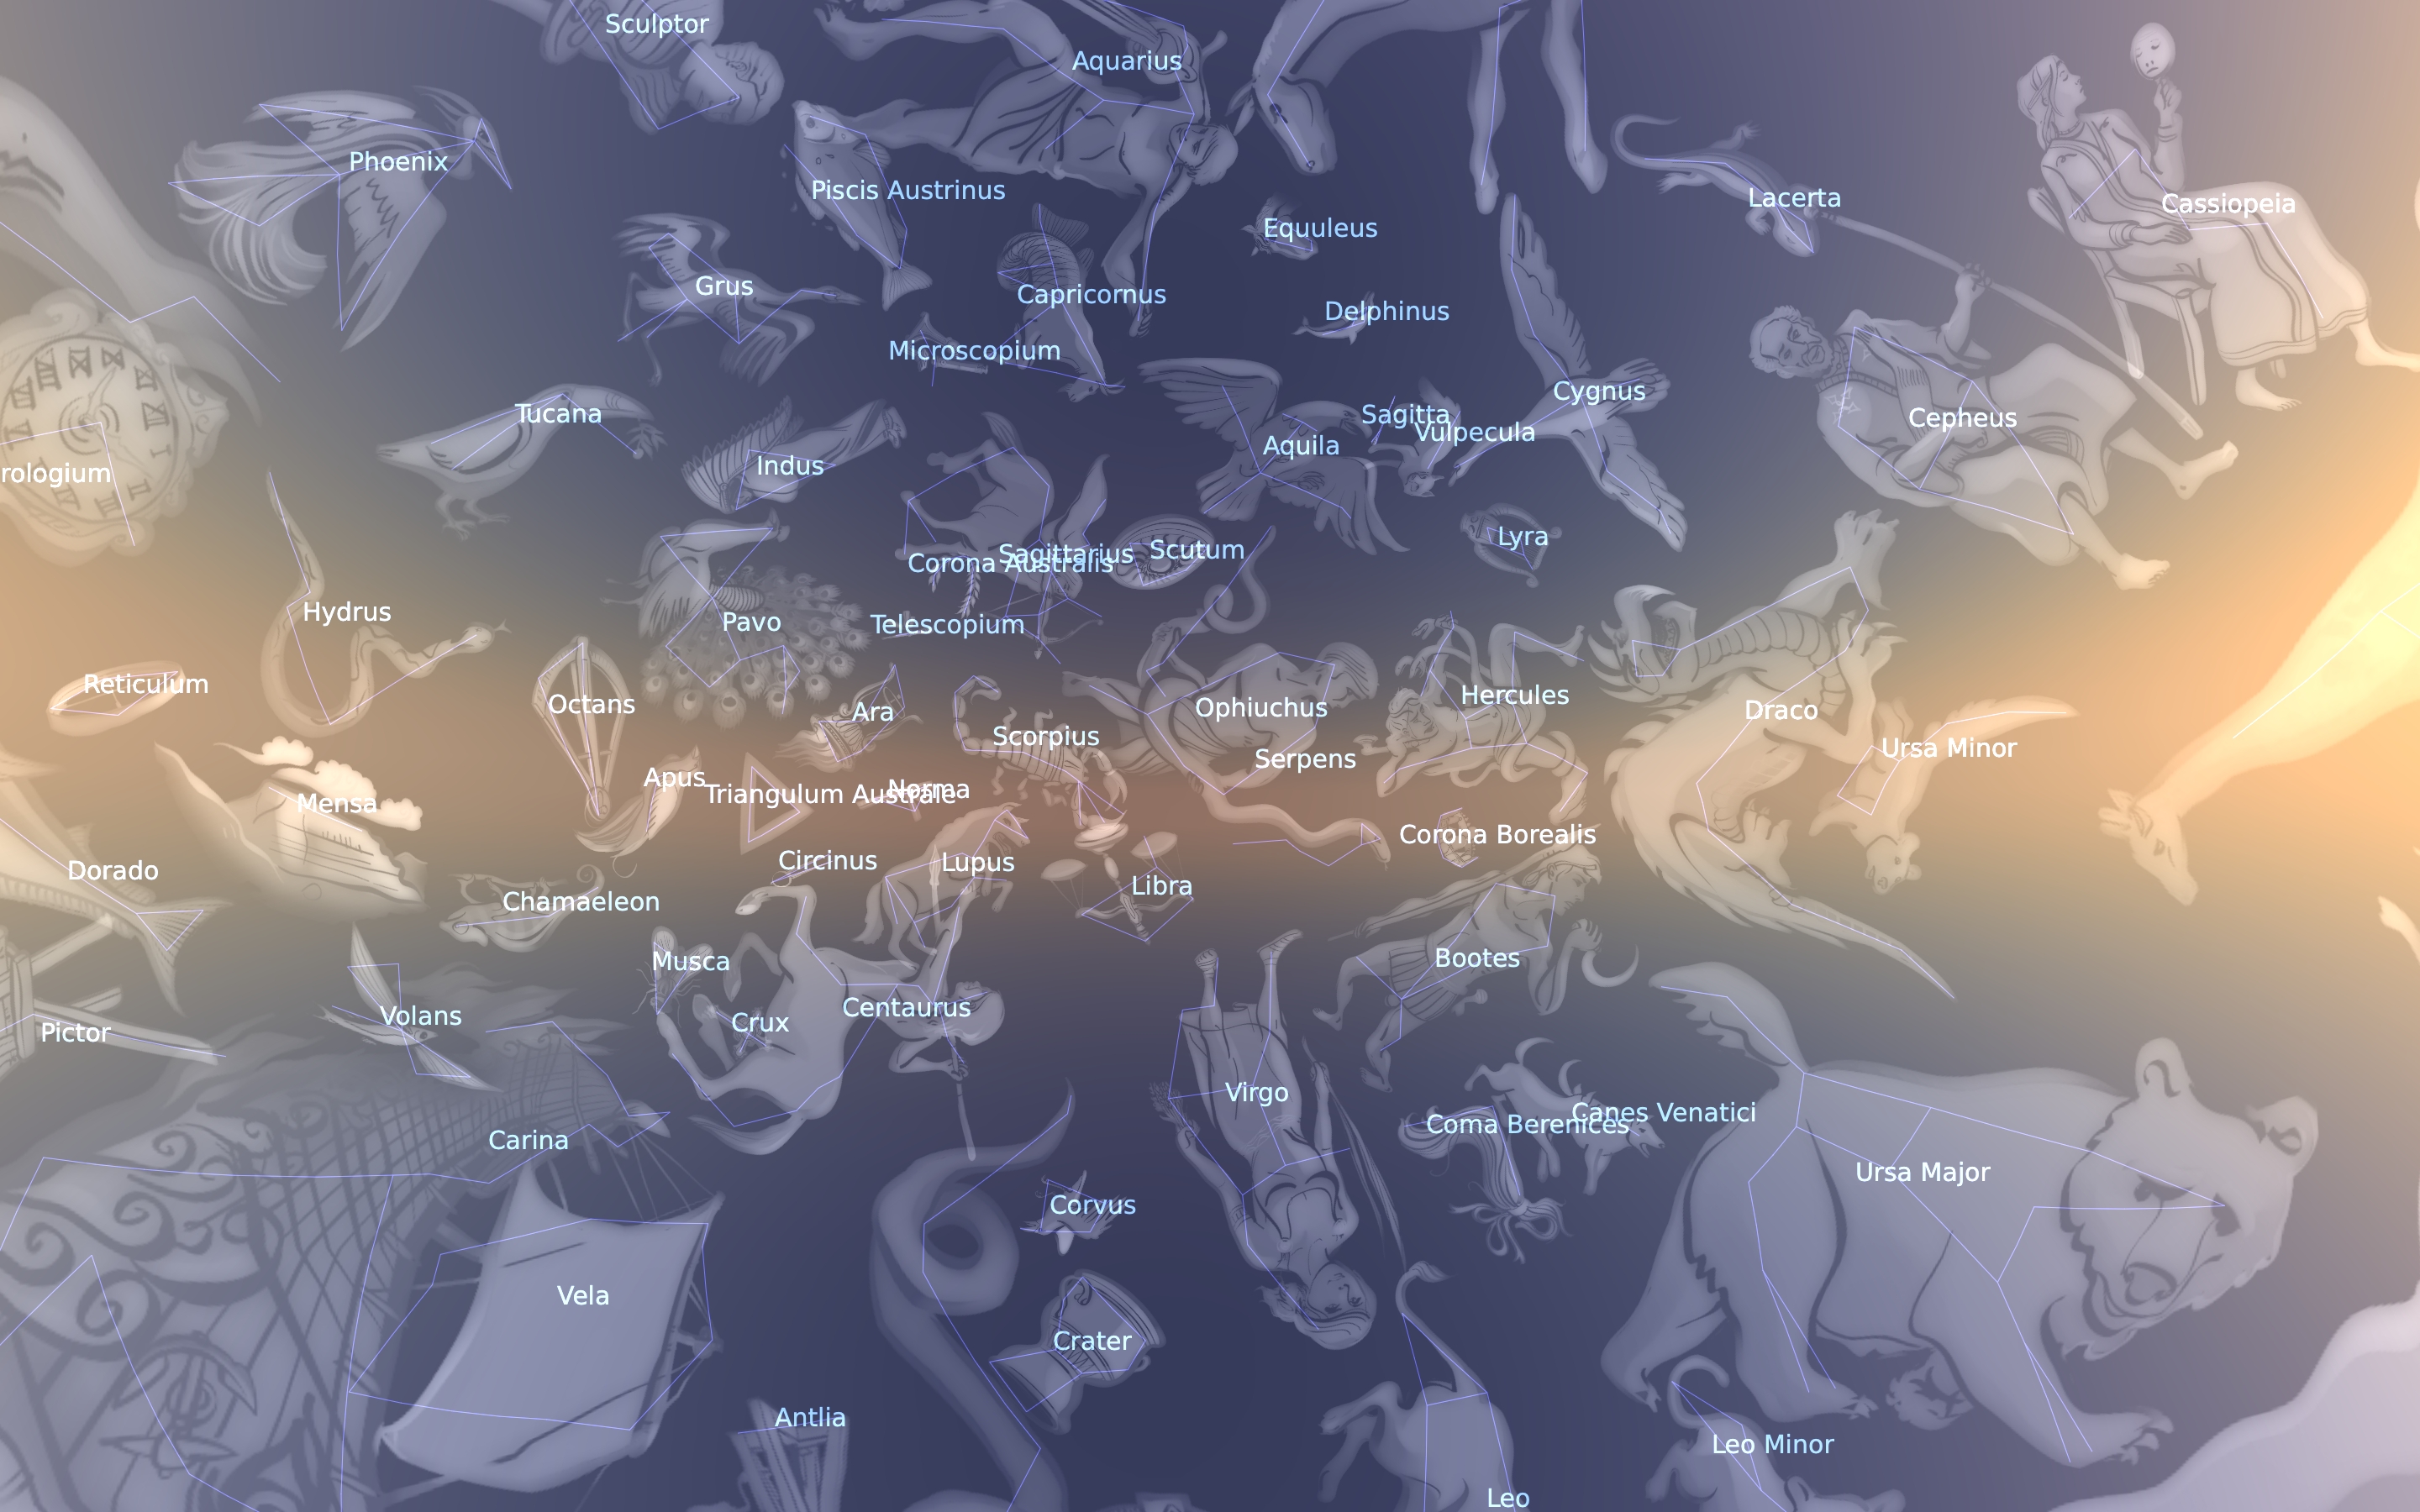 Sculptor
Aquarius
Phoenix
Piscis Austrinus
Lacerta
Cassiopeia
Equuleus
Grus
Capricornus
Delphinus
Microscopium
Cygnus
Tucana
Sagitta
Cepheus
Vulpecula
Aquila
Indus
rologium
Lyra
Sagittarius
Scutum
Corona Australis
Hydrus
Pavo
Telescopium
Reticulum
Octans
Ara
Ophiuchus
Hercules
Draco
Scorpius
Ursa Minor
Serpens
Apus
Triangulum Australe
Norma
Mensa
Corona Borealis
Circinus
Lupus
Dorado
Libra
Chamaeleon
Musca
Bootes
Centaurus
Volans
Crux
Pictor
Virgo
Canes Venatici
Coma Berenices
Carina
Ursa Major
Corvus
Vela
Crater
Antlia
Leo Minor
Leo